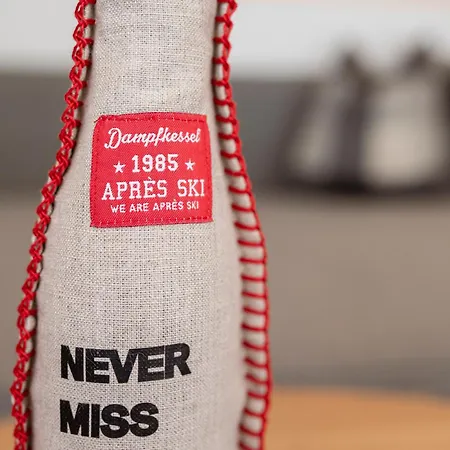 Dampfkessel
★ 1985 ★
APRÈS SKI
WE ARE APRÈS SKI
NEVER
MISS